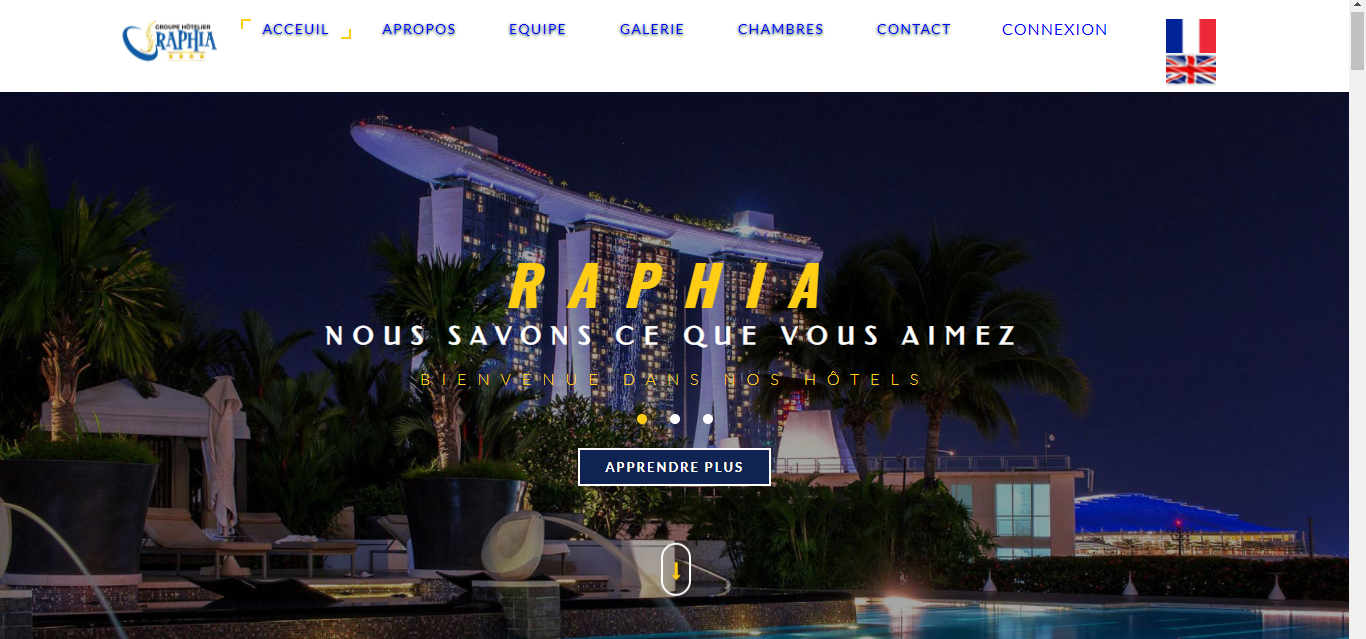 GROUPE HÔTELIER
RAPHIA
ACCEUIL
APROPOS
EQUIPE
GALERIE
CHAMBRES
CONTACT
CONNEXION
RAPHIA
NOUS SAVONS CE QUE VOUS AIMEZ
BIENVENUE DANS NOS HÔTELS
APPRENDRE PLUS